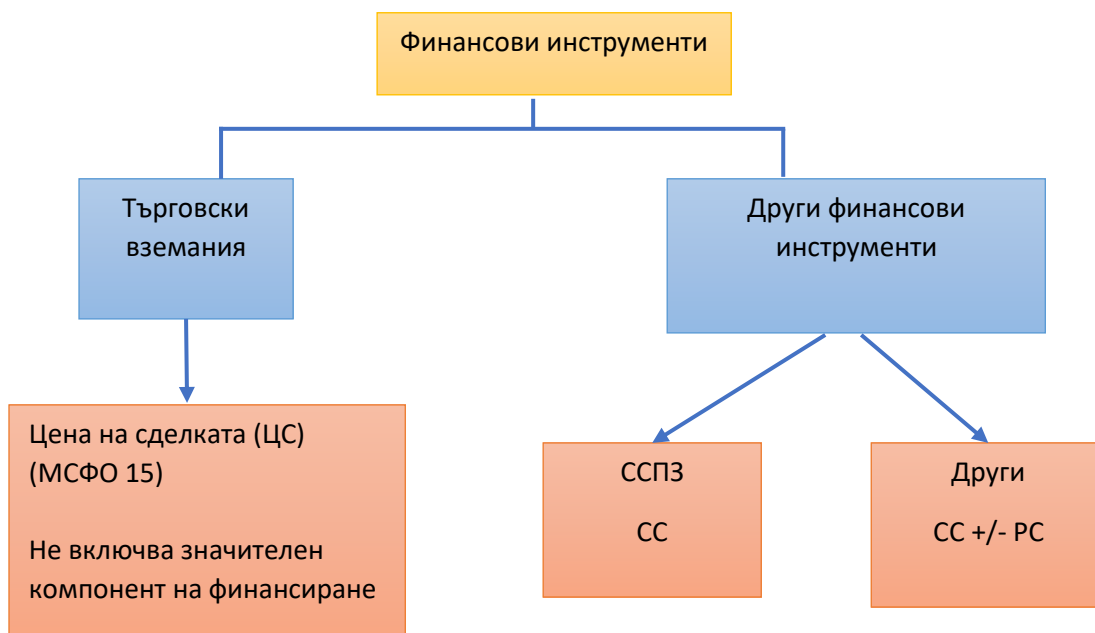 Финансови инструменти
Търговски
вземания
Други финансови
инструменти
Цена на сделката (ЦС)
(МСФО 15)
Не включва значителен
компонент на финансиране
ССПЗ
СС
Други
СС +/- РС